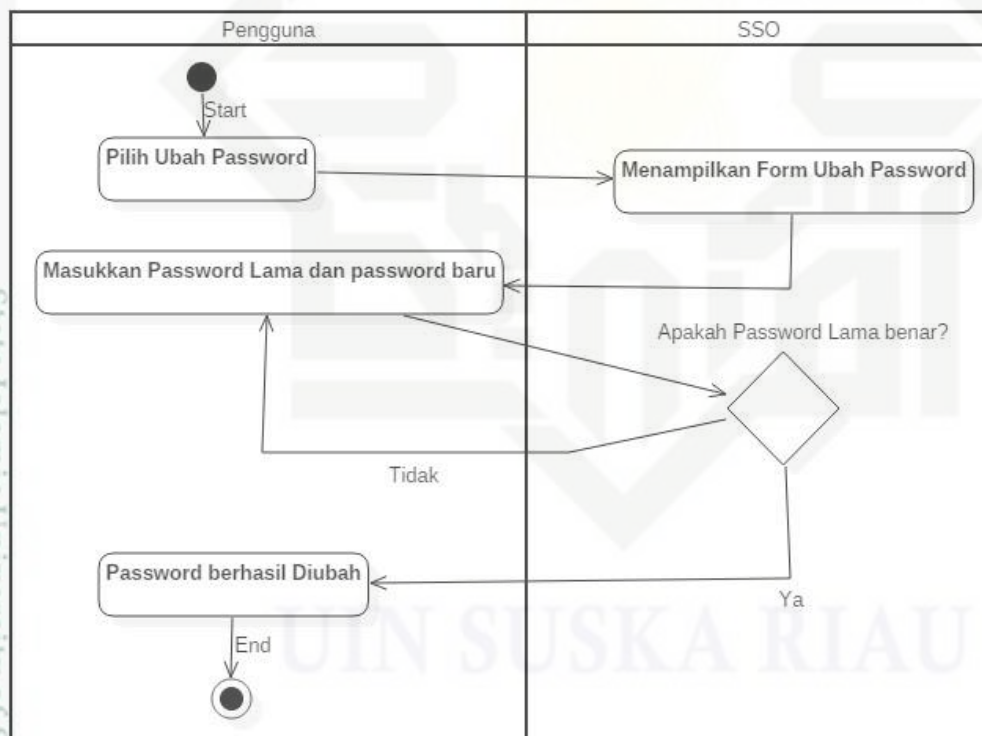 Pengguna
SSO
Start
Pilih Ubah Password
Menampilkan Form Ubah Password
Masukkan Password Lama dan password baru
Apakah Password Lama benar?
Tidak
Password berhasil Diubah
Ya
End
UIN SUSKA RIAU